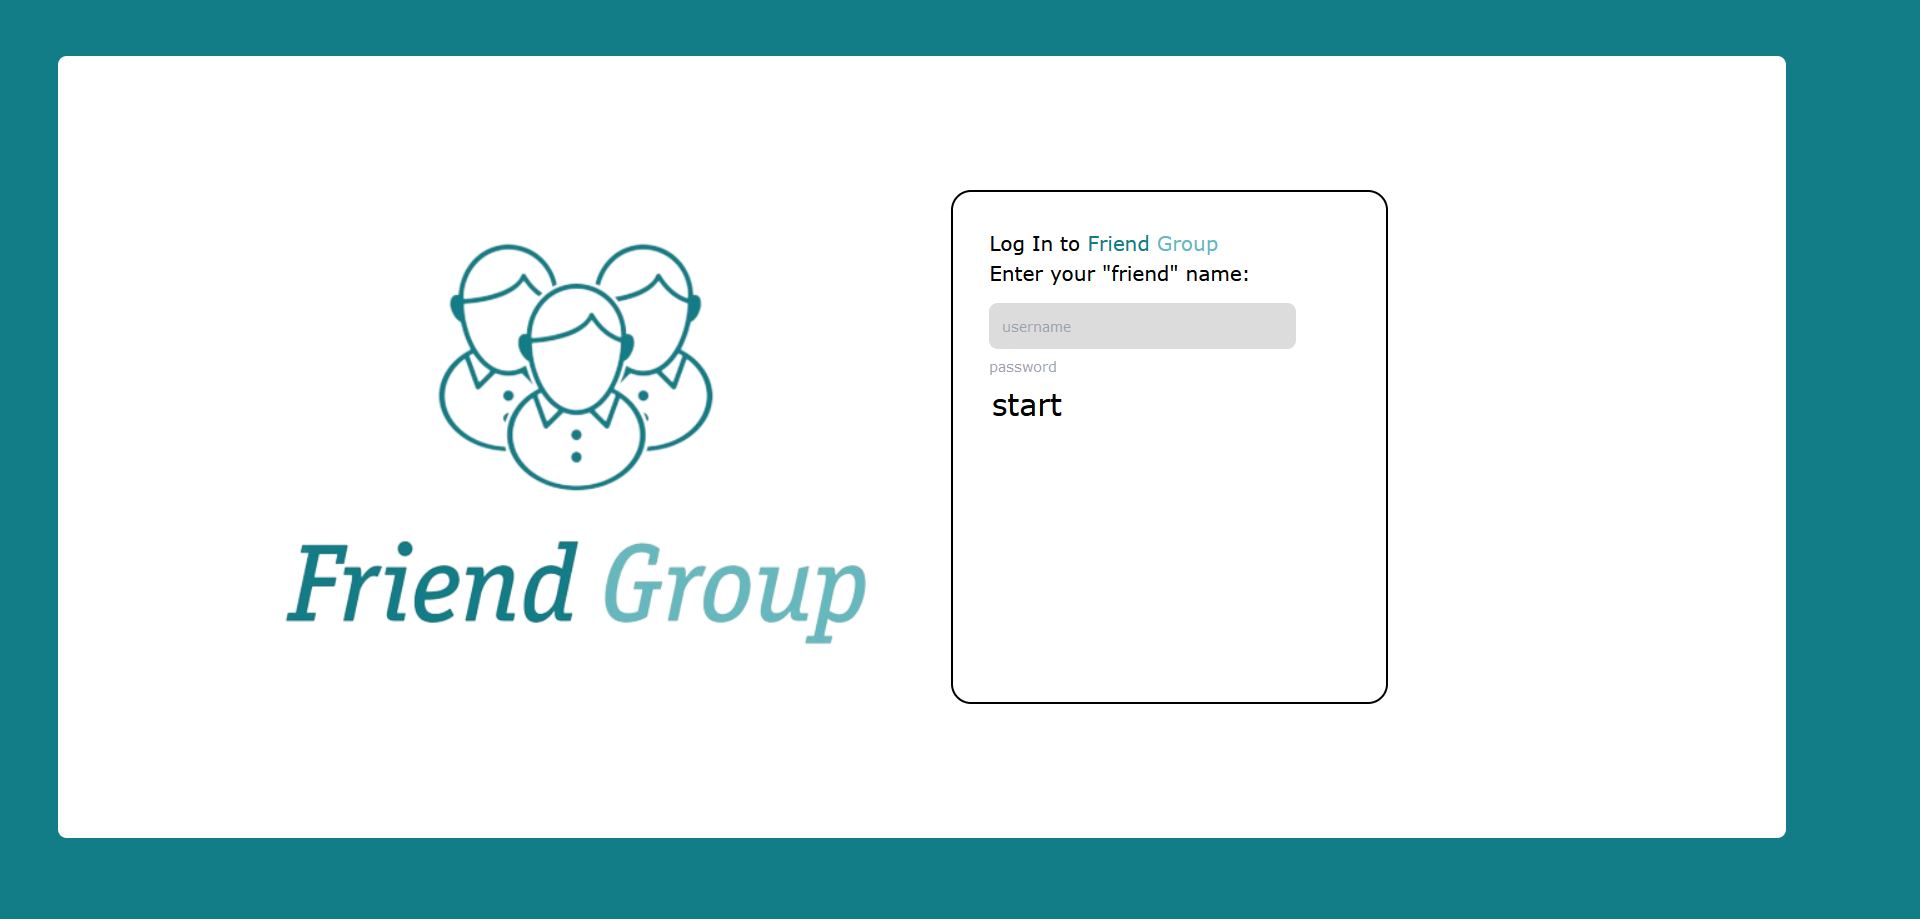 Friend Group
Log In to Friend Group
Enter your "friend" name:
username
password
start